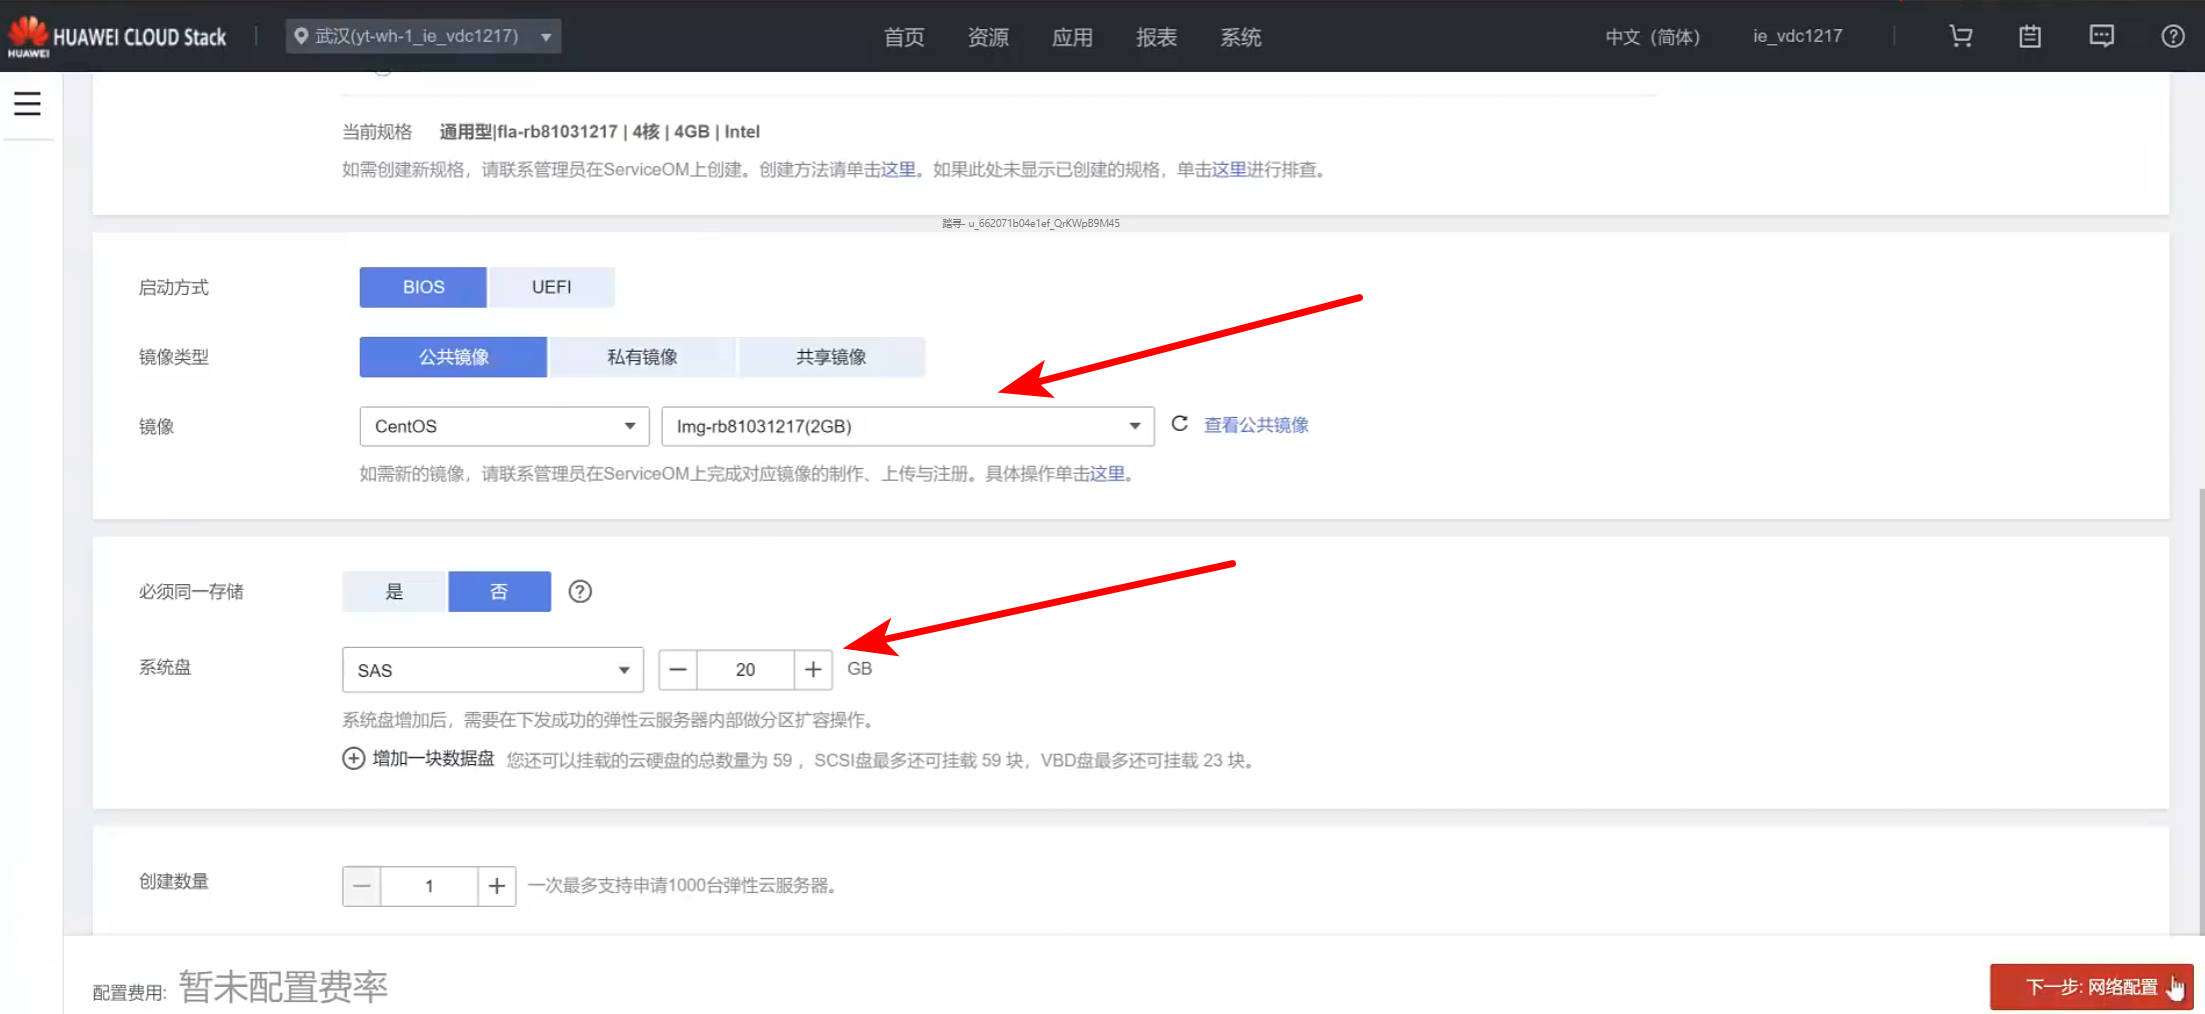 HUAWEI HUAWEI CLOUD Stack 武汉(yt-wh-1_ie_vdc1217) 首页 资源 应用 报表 系统 中文（简体） ie_vdc1217
当前规格 通用型|fla-rb81031217 | 4核 | 4GB | Intel
如需创建新规格，请联系管理员在ServiceOM上创建。创建方法请单击这里。如果此处未显示已创建的规格，单击这里进行排查。
踏寻- u_662071b04e1ef_QrKWpB9M45
启动方式 BIOS UEFI
镜像类型 公共镜像 私有镜像 共享镜像
镜像 CentOS Img-rb81031217(2GB) 查看公共镜像
如需新的镜像，请联系管理员在ServiceOM上完成对应镜像的制作、上传与注册。具体操作单击这里。
必须同一存储 是 否
系统盘 SAS 20 GB
系统盘增加后，需要在下发成功的弹性云服务器内部做分区扩容操作。
增加一块数据盘 您还可以挂载的云硬盘的总数量为 59 ，SCSI盘最多还可挂载 59 块，VBD盘最多还可挂载 23 块。
创建数量 1 一次最多支持申请1000台弹性云服务器。
配置费用: 暂未配置费率
下一步: 网络配置